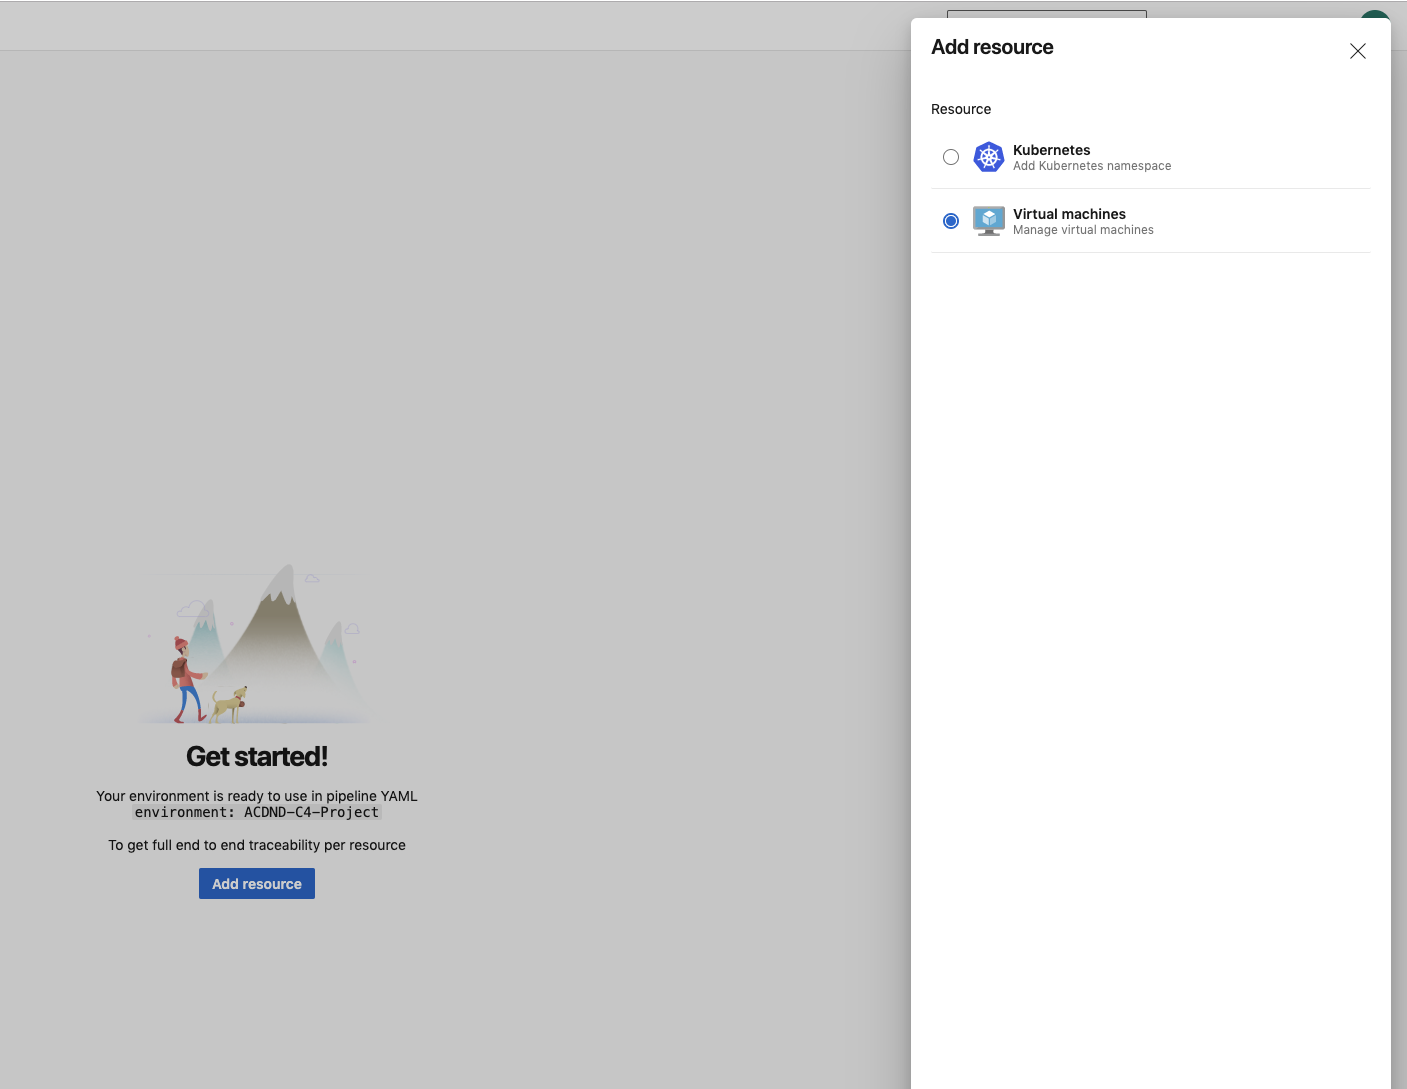 Add resource
Resource
Kubernetes
Add Kubernetes namespace
Virtual machines
Manage virtual machines
Get started!
Your environment is ready to use in pipeline YAML
environment: ACDND-C4-Project
To get full end to end traceability per resource
Add resource